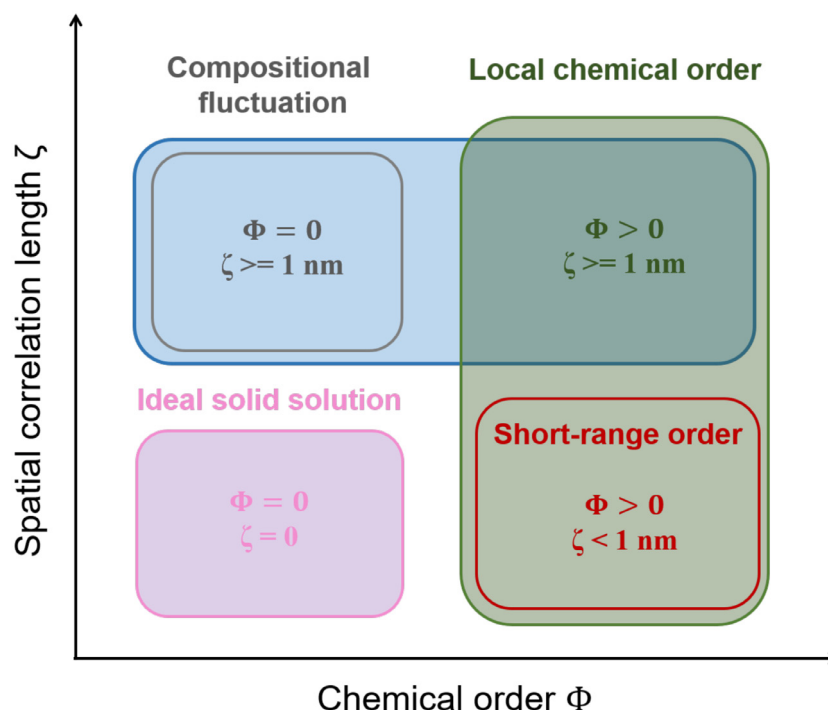 Compositional
fluctuation
Local chemical order
Φ = 0
ζ >= 1 nm
Φ > 0
ζ >= 1 nm
Ideal solid solution
Φ = 0
ζ = 0
Short-range order
Φ > 0
ζ < 1 nm
Spatial correlation length ζ
Chemical order Φ